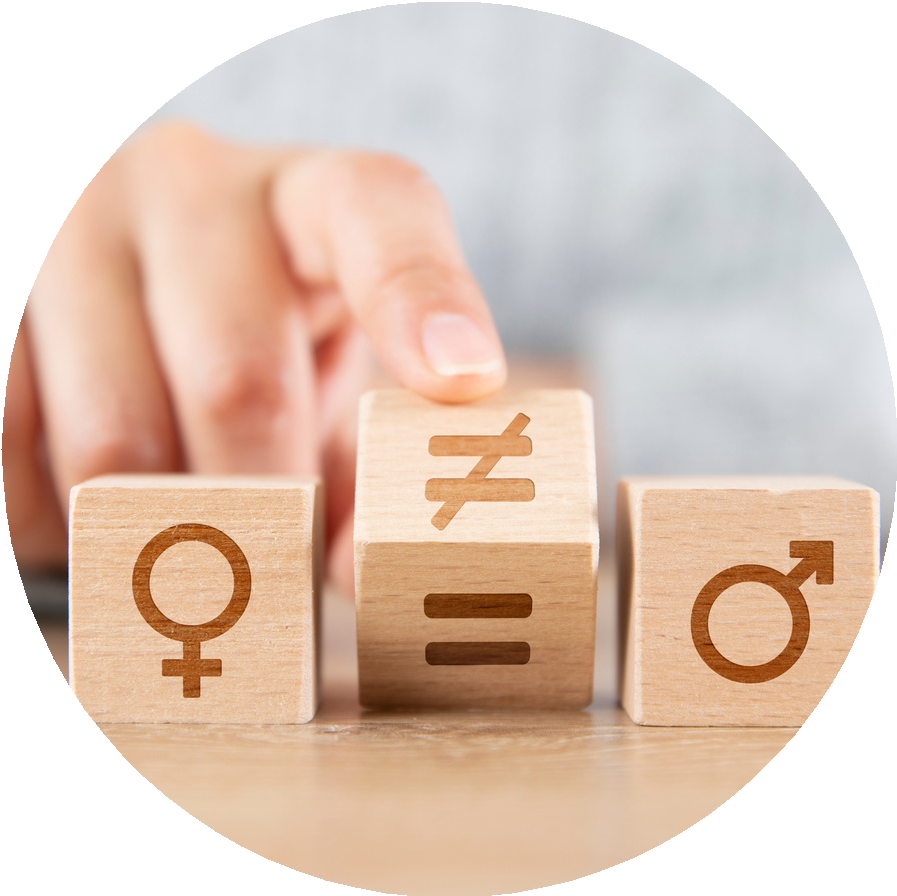 ≠
♀ = ♂